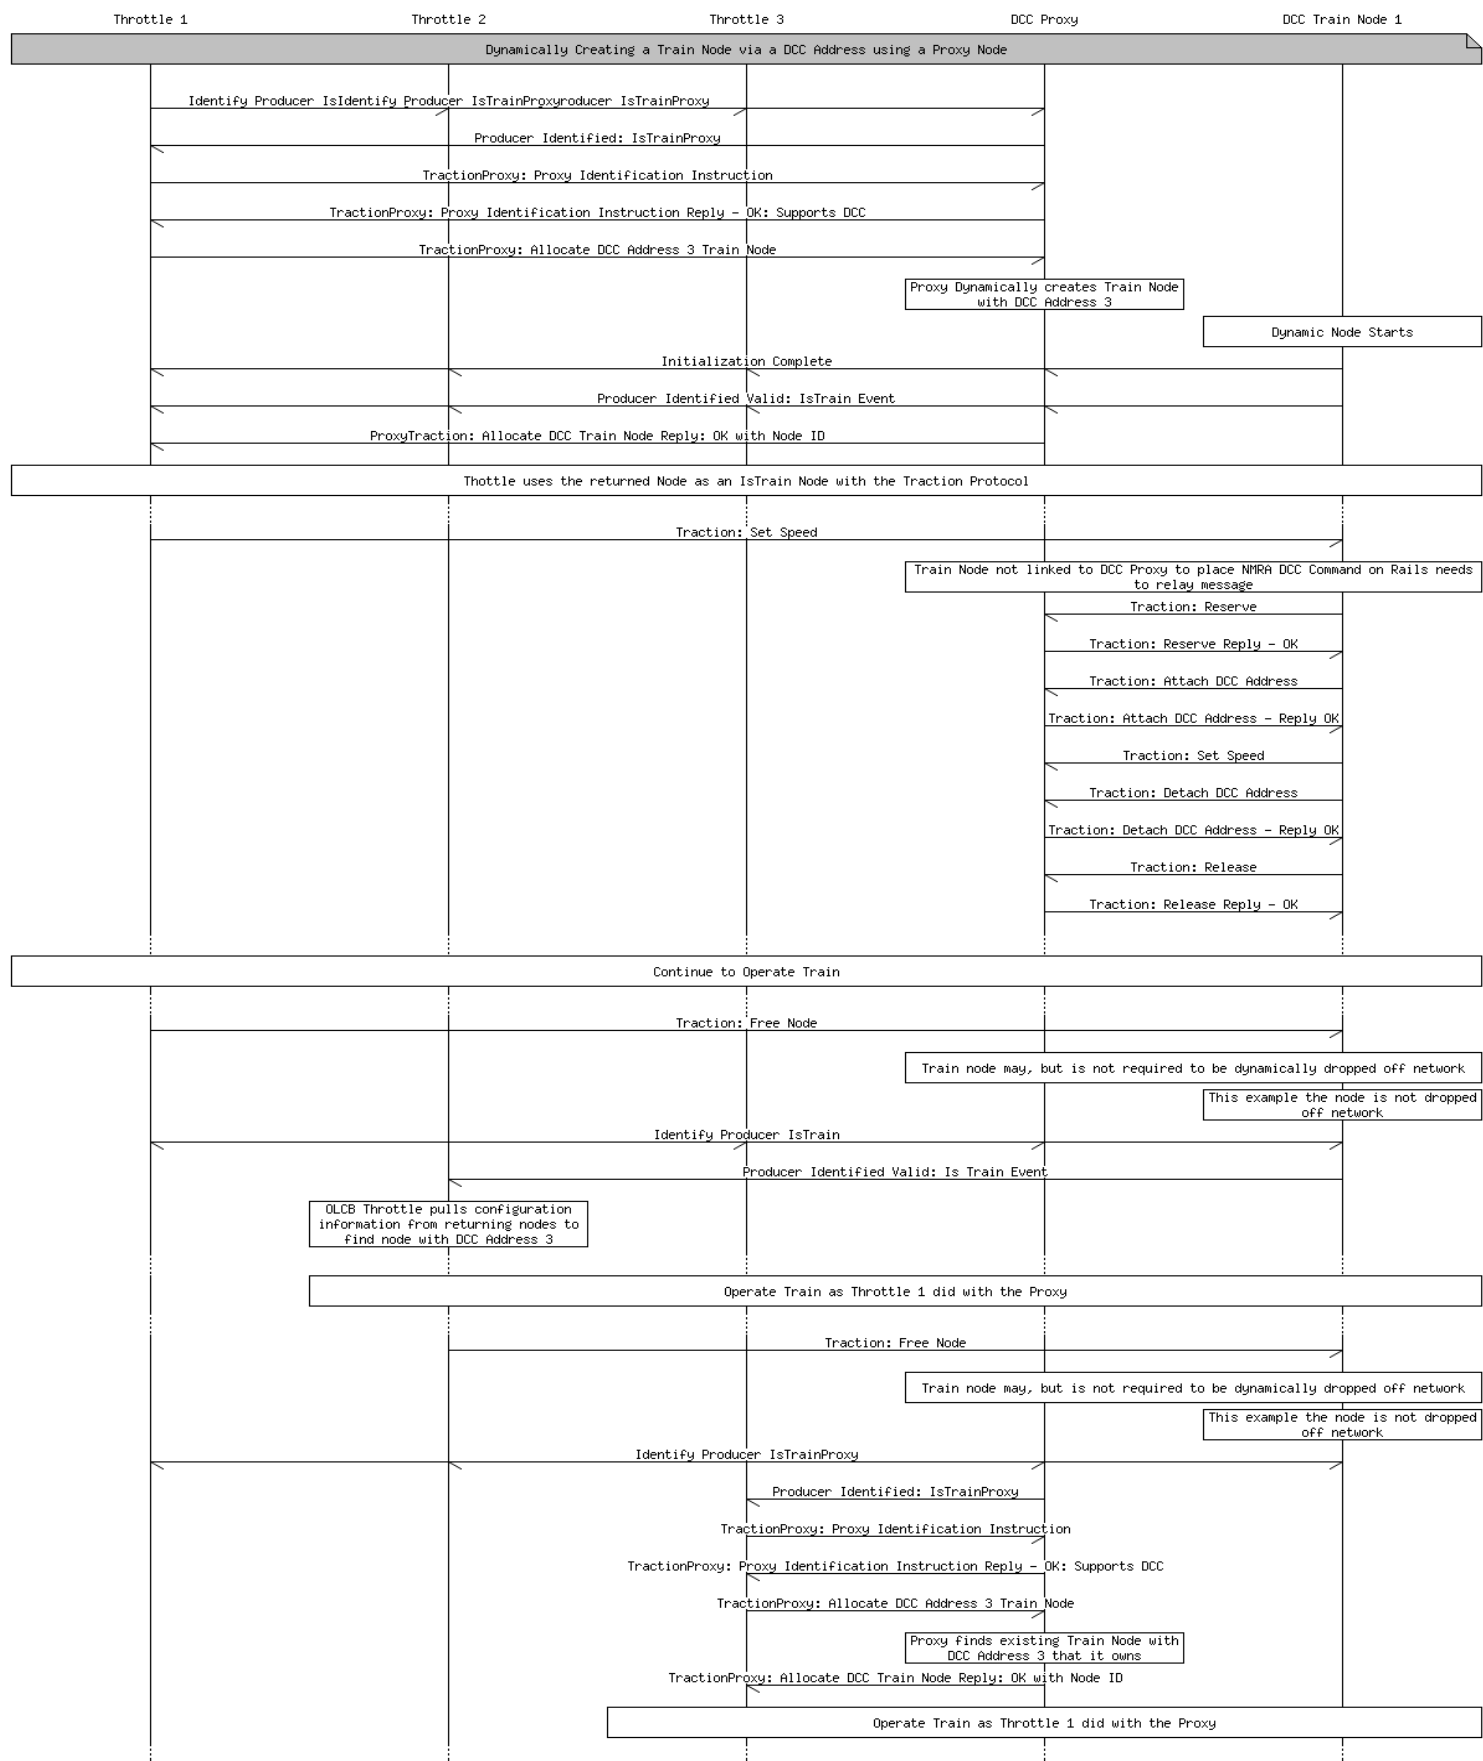 Throttle 1 Throttle 2 Throttle 3 DCC Proxy DCC Train Node 1
Dynamically Creating a Train Node via a DCC Address using a Proxy Node
Identify Producer IsIdentify Producer IsTrainProxyroducer IsTrainProxy
Producer Identified: IsTrainProxy
TractionProxy: Proxy Identification Instruction
TractionProxy: Proxy Identification Instruction Reply - OK: Supports DCC
TractionProxy: Allocate DCC Address 3 Train Node
Proxy Dynamically creates Train Node
with DCC Address 3
Dynamic Node Starts
Initialization Complete
Producer Identified Valid: IsTrain Event
ProxyTraction: Allocate DCC Train Node Reply: OK with Node ID
Thottle uses the returned Node as an IsTrain Node with the Traction Protocol
Traction: Set Speed
Train Node not linked to DCC Proxy to place NMRA DCC Command on Rails needs
to relay message
Traction: Reserve
Traction: Reserve Reply - OK
Traction: Attach DCC Address
Traction: Attach DCC Address - Reply OK
Traction: Set Speed
Traction: Detach DCC Address
Traction: Detach DCC Address - Reply OK
Traction: Release
Traction: Release Reply - OK
Continue to Operate Train
Traction: Free Node
Train node may, but is not required to be dynamically dropped off network
This example the node is not dropped
off network
Identify Producer IsTrain
Producer Identified Valid: Is Train Event
OLCB Throttle pulls configuration
information from returning nodes to
find node with DCC Address 3
Operate Train as Throttle 1 did with the Proxy
Traction: Free Node
Train node may, but is not required to be dynamically dropped off network
This example the node is not dropped
off network
Identify Producer IsTrainProxy
Producer Identified: IsTrainProxy
TractionProxy: Proxy Identification Instruction
TractionProxy: Proxy Identification Instruction Reply - OK: Supports DCC
TractionProxy: Allocate DCC Address 3 Train Node
Proxy finds existing Train Node with
DCC Address 3 that it owns
TractionProxy: Allocate DCC Train Node Reply: OK with Node ID
Operate Train as Throttle 1 did with the Proxy